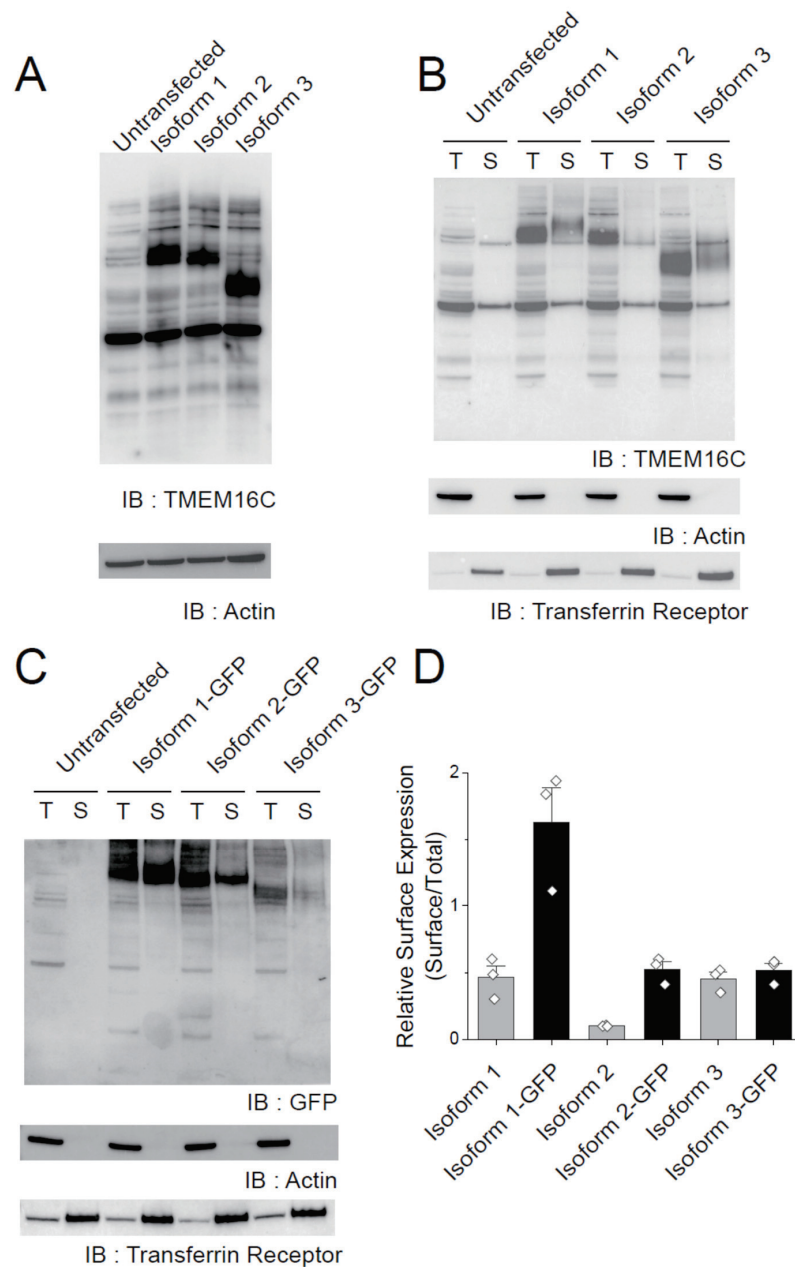 A
Untransfected
Isoform 1
Isoform 2
Isoform 3
IB : TMEM16C
IB : Actin
B
Untransfected
Isoform 1
Isoform 2
Isoform 3
T S T S T S T S
IB : TMEM16C
IB : Actin
IB : Transferrin Receptor
C
Untransfected
Isoform 1-GFP
Isoform 2-GFP
Isoform 3-GFP
T S T S T S T S
IB : GFP
IB : Actin
IB : Transferrin Receptor
D
Relative Surface Expression
(Surface/Total)
2
1
0
Isoform 1
Isoform 1-GFP
Isoform 2
Isoform 2-GFP
Isoform 3
Isoform 3-GFP